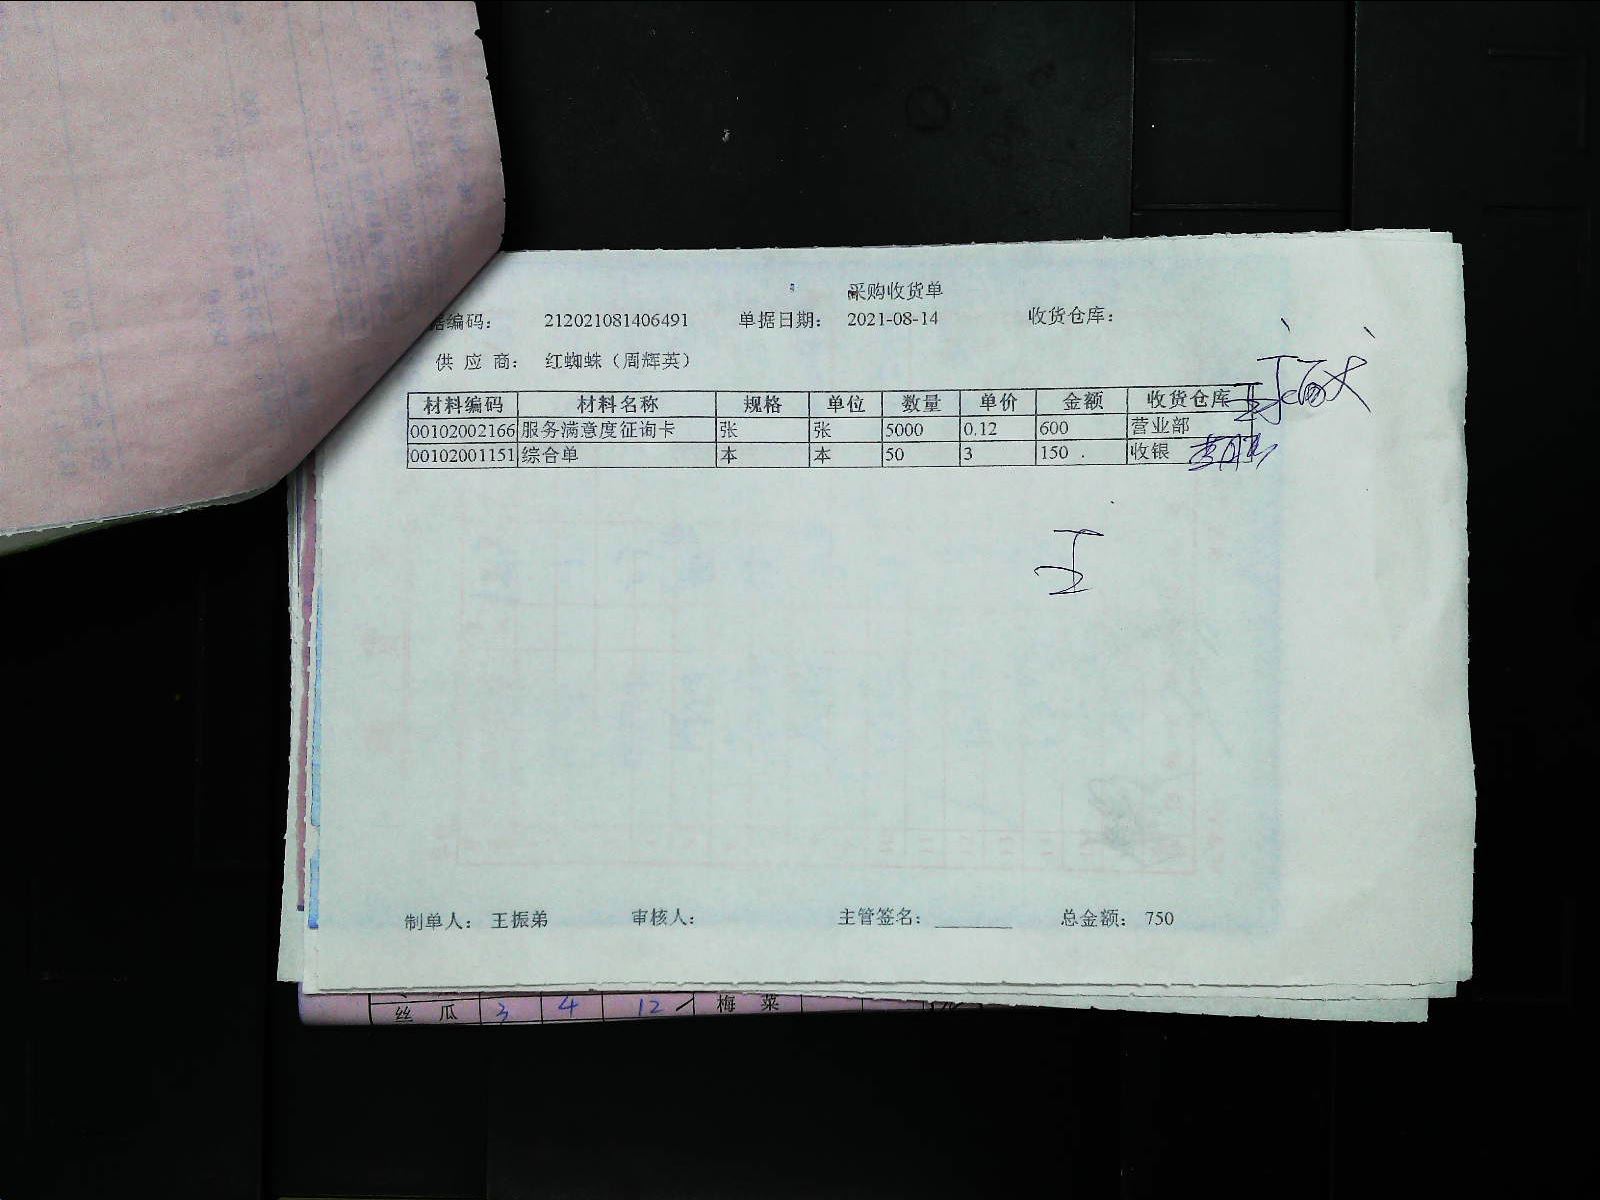 采购收货单
据编码： 212021081406491 单据日期： 2021-08-14 收货仓库：
供 应 商： 红蜘蛛（周辉英）
材料编码 材料名称 规格 单位 数量 单价 金额 收货仓库
00102002166 服务满意度征询卡 张 张 5000 0.12 600 营业部
00102001151 综合单 本 本 50 3 150 收银
制单人： 王振弟 审核人： 主管签名： 总金额： 750
丝 瓜 3 4 12 梅 菜